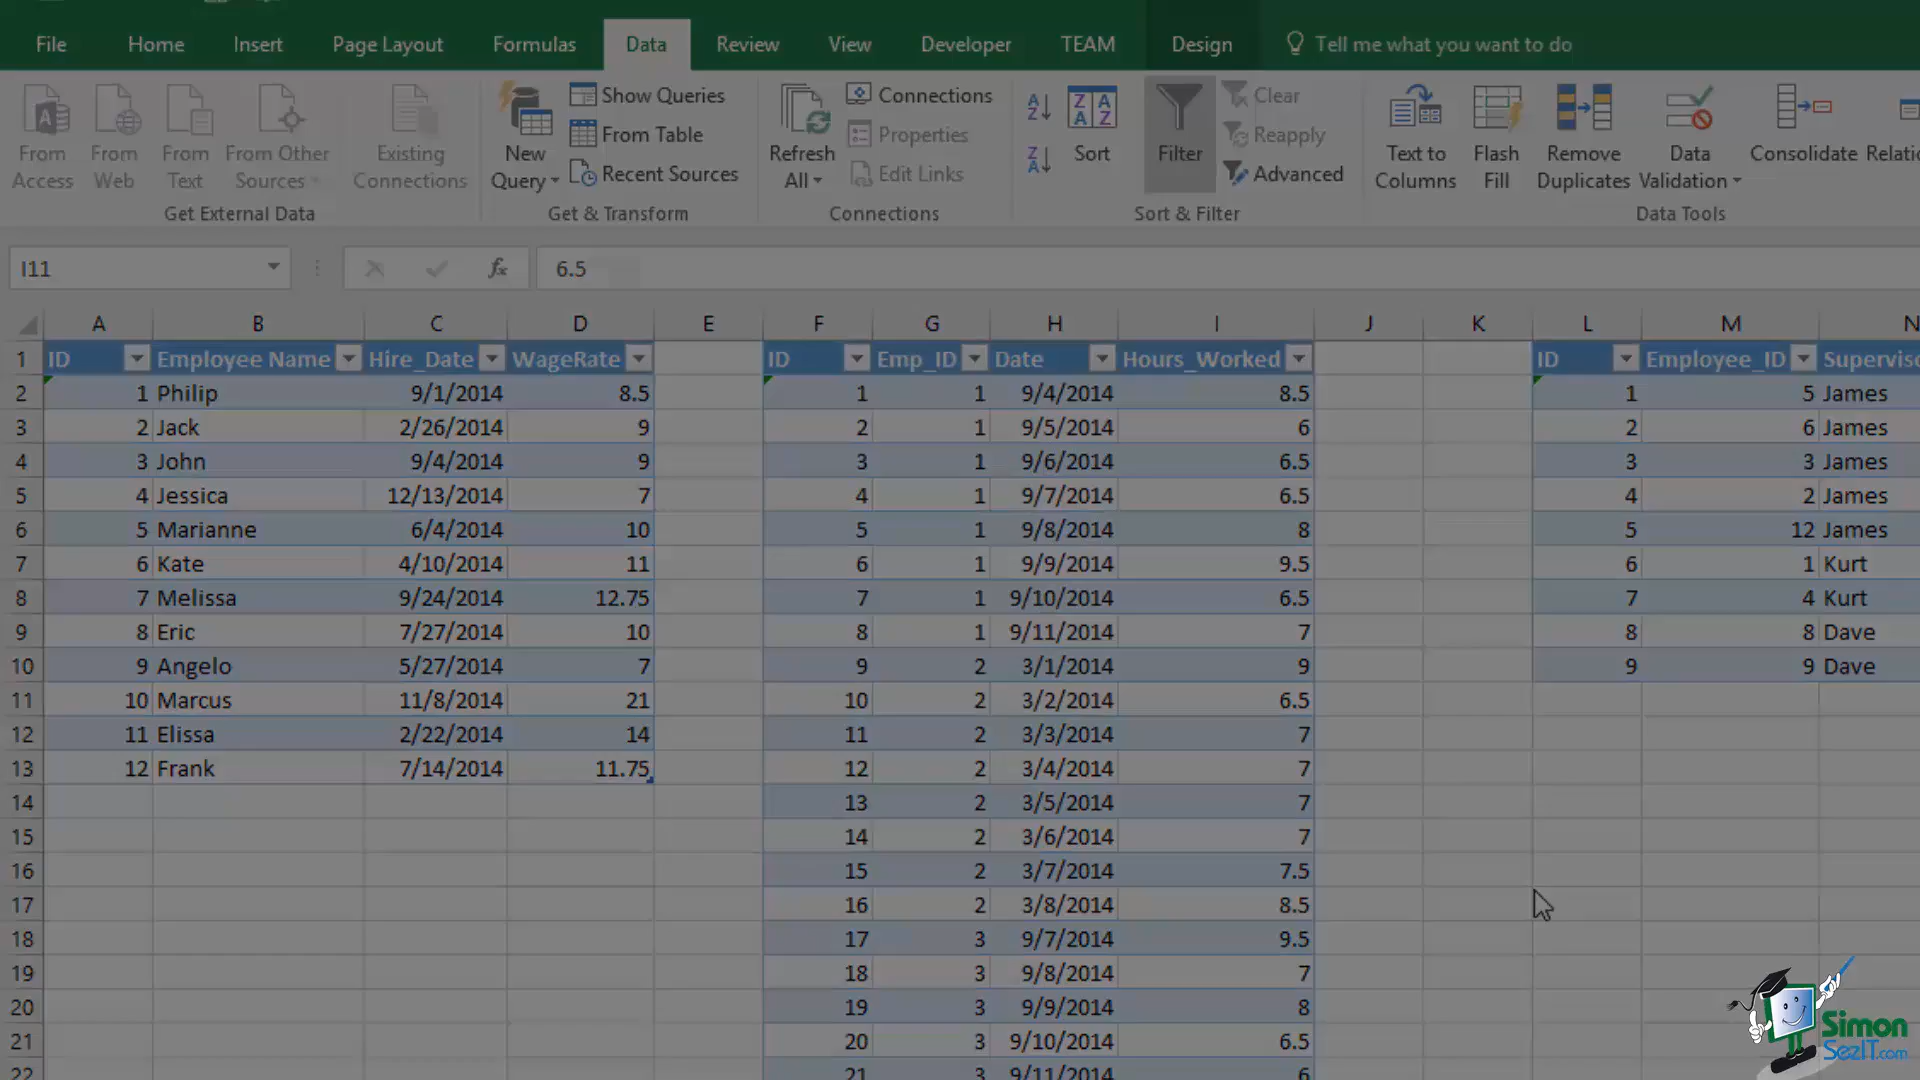 File Home Insert Page Layout Formulas Data Review View Developer TEAM Design Tell me what you want to do
From Access From Web From Text From Other Sources Existing Connections
Get External Data
New Query Show Queries From Table Recent Sources
Get & Transform
Refresh All Connections Properties Edit Links
Connections
Sort Filter Clear Reapply Advanced
Sort & Filter
Text to Columns Flash Fill Remove Duplicates Data Validation Consolidate
Data Tools
I11 fx 6.5
A B C D E F G H I J K L M N
1 ID Employee Name Hire_Date WageRate ID Emp_ID Date Hours_Worked ID Employee_ID
2 1 Philip 9/1/2014 8.5 1 1 9/4/2014 8.5 1 5 James
3 2 Jack 2/26/2014 9 2 1 9/5/2014 6 2 6 James
4 3 John 9/4/2014 9 3 1 9/6/2014 6.5 3 3 James
5 4 Jessica 12/13/2014 7 4 1 9/7/2014 6.5 4 2 James
6 5 Marianne 6/4/2014 10 5 1 9/8/2014 8 5 12 James
7 6 Kate 4/10/2014 11 6 1 9/9/2014 9.5 6 1 Kurt
8 7 Melissa 9/24/2014 12.75 7 1 9/10/2014 6.5 7 4 Kurt
9 8 Eric 7/27/2014 10 8 1 9/11/2014 7 8 8 Dave
10 9 Angelo 5/27/2014 7 9 2 3/1/2014 9 9 9 Dave
11 10 Marcus 11/8/2014 21 10 2 3/2/2014 6.5
12 11 Elissa 2/22/2014 14 11 2 3/3/2014 7
13 12 Frank 7/14/2014 11.75 12 2 3/4/2014 7
14 13 2 3/5/2014 7
15 14 2 3/6/2014 7
16 15 2 3/7/2014 7.5
17 16 2 3/8/2014 8.5
18 17 3 9/7/2014 9.5
19 18 3 9/8/2014 7
20 19 3 9/9/2014 8
21 20 3 9/10/2014 6.5
22 21 3 9/11/2014 6
Simon
SezIT.com